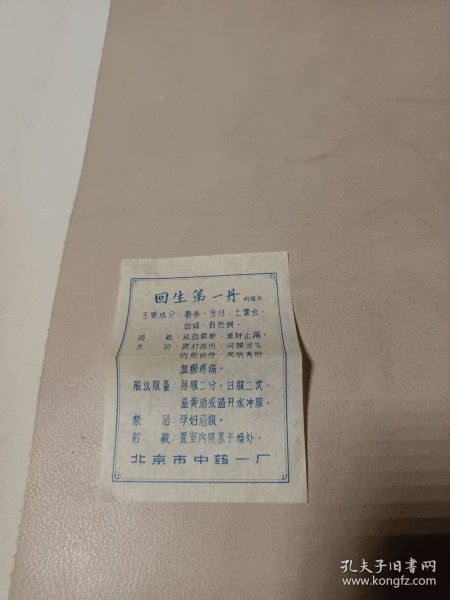 回生第一丹 内服丹
主要成分：麝香，当归，土鳖虫，
血竭，自然铜。
功能：活血散瘀，消肿止痛。
主治：跌打损伤，闪腰岔气
伤筋动骨，皮肤青肿
血瘀疼痛。
服法服量：每服二分，日服二次。
温黄酒或温开水冲服。
禁忌：孕妇忌服。
贮藏：置室内阴凉干燥处。
北京市中药一厂
孔夫子旧书网
www.kongfz.com